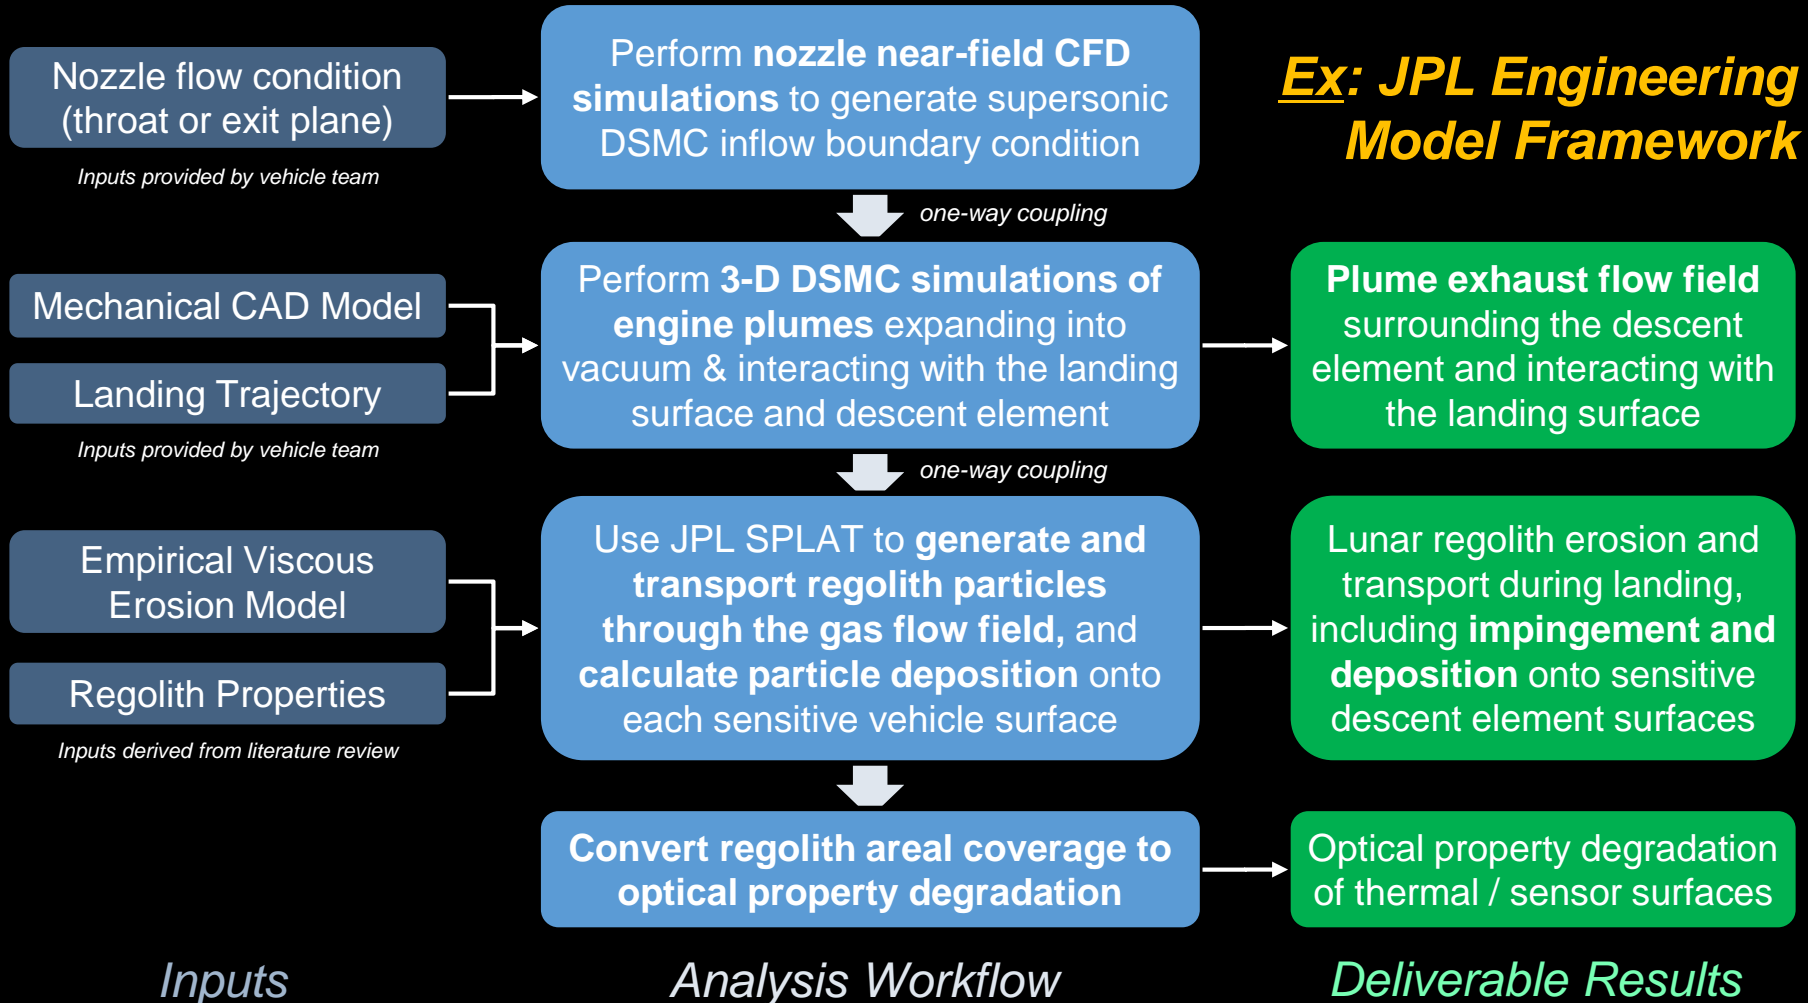 Nozzle flow condition
(throat or exit plane)
Inputs provided by vehicle team
Perform nozzle near-field CFD
simulations to generate supersonic
DSMC inflow boundary condition
Ex: JPL Engineering
Model Framework
one-way coupling
Mechanical CAD Model
Landing Trajectory
Inputs provided by vehicle team
Perform 3-D DSMC simulations of
engine plumes expanding into
vacuum & interacting with the landing
surface and descent element
Plume exhaust flow field
surrounding the descent
element and interacting with
the landing surface
one-way coupling
Empirical Viscous
Erosion Model
Regolith Properties
Inputs derived from literature review
Use JPL SPLAT to generate and
transport regolith particles
through the gas flow field, and
calculate particle deposition onto
each sensitive vehicle surface
Lunar regolith erosion and
transport during landing,
including impingement and
deposition onto sensitive
descent element surfaces
Convert regolith areal coverage to
optical property degradation
Optical property degradation
of thermal / sensor surfaces
Inputs
Analysis Workflow
Deliverable Results